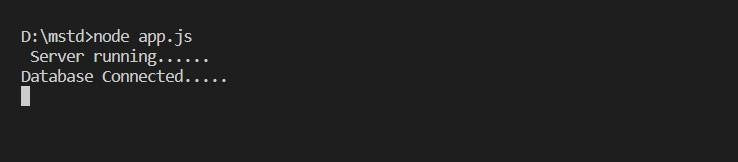 D:\mstd>node app.js
Server running......
Database Connected.....